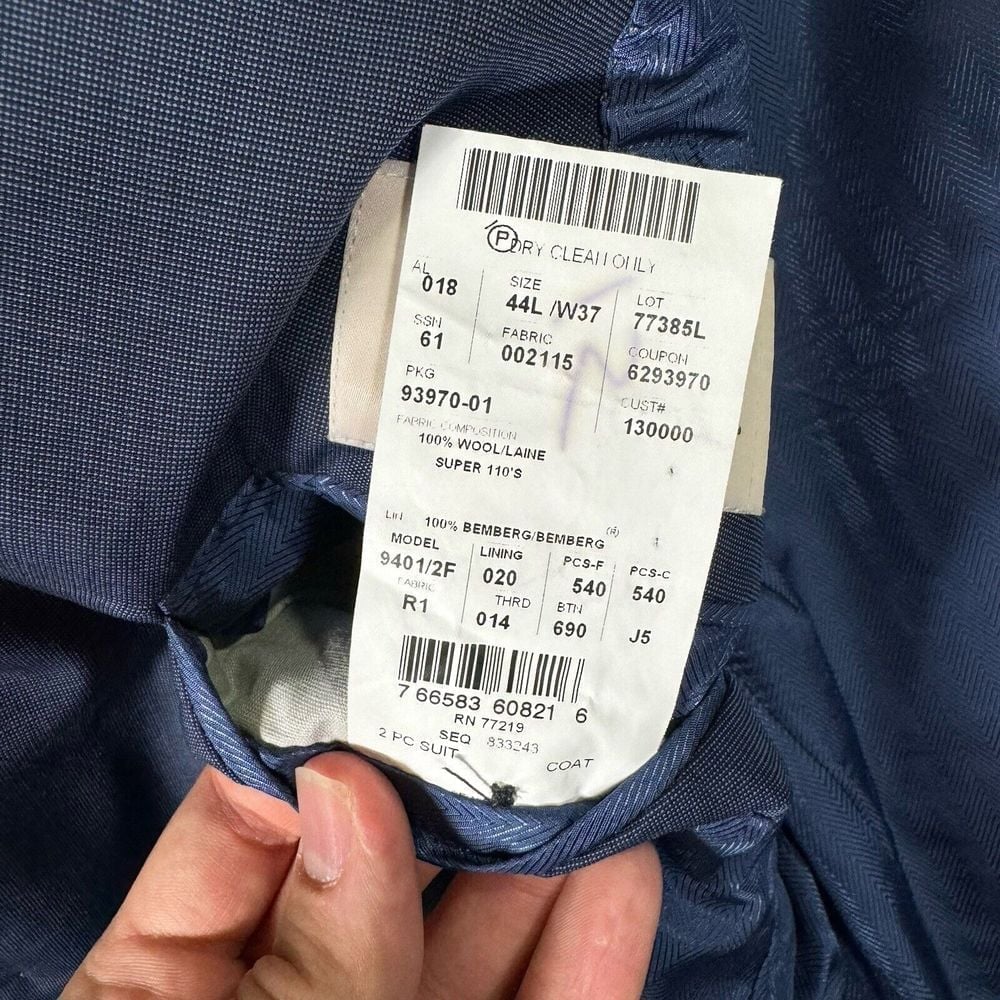 P DRY CLEAN ONLY
AL 018
SIZE 44L /W37
LOT 77385L
SSN 61
FABRIC 002115
COUPON 6293970
PKG 93970-01
CUST# 130000
FABRIC COMPOSITION
100% WOOL/LAINE
SUPER 110'S
LIN 100% BEMBERG/BEMBERG (R)
MODEL 9401/2F
LINING 020
PCS-F 540
PCS-C 540
FABRIC R1
THRD 014
BTN 690
J5
7 66583 60821 6
RN 77219
SEQ 833243
2 PC SUIT COAT